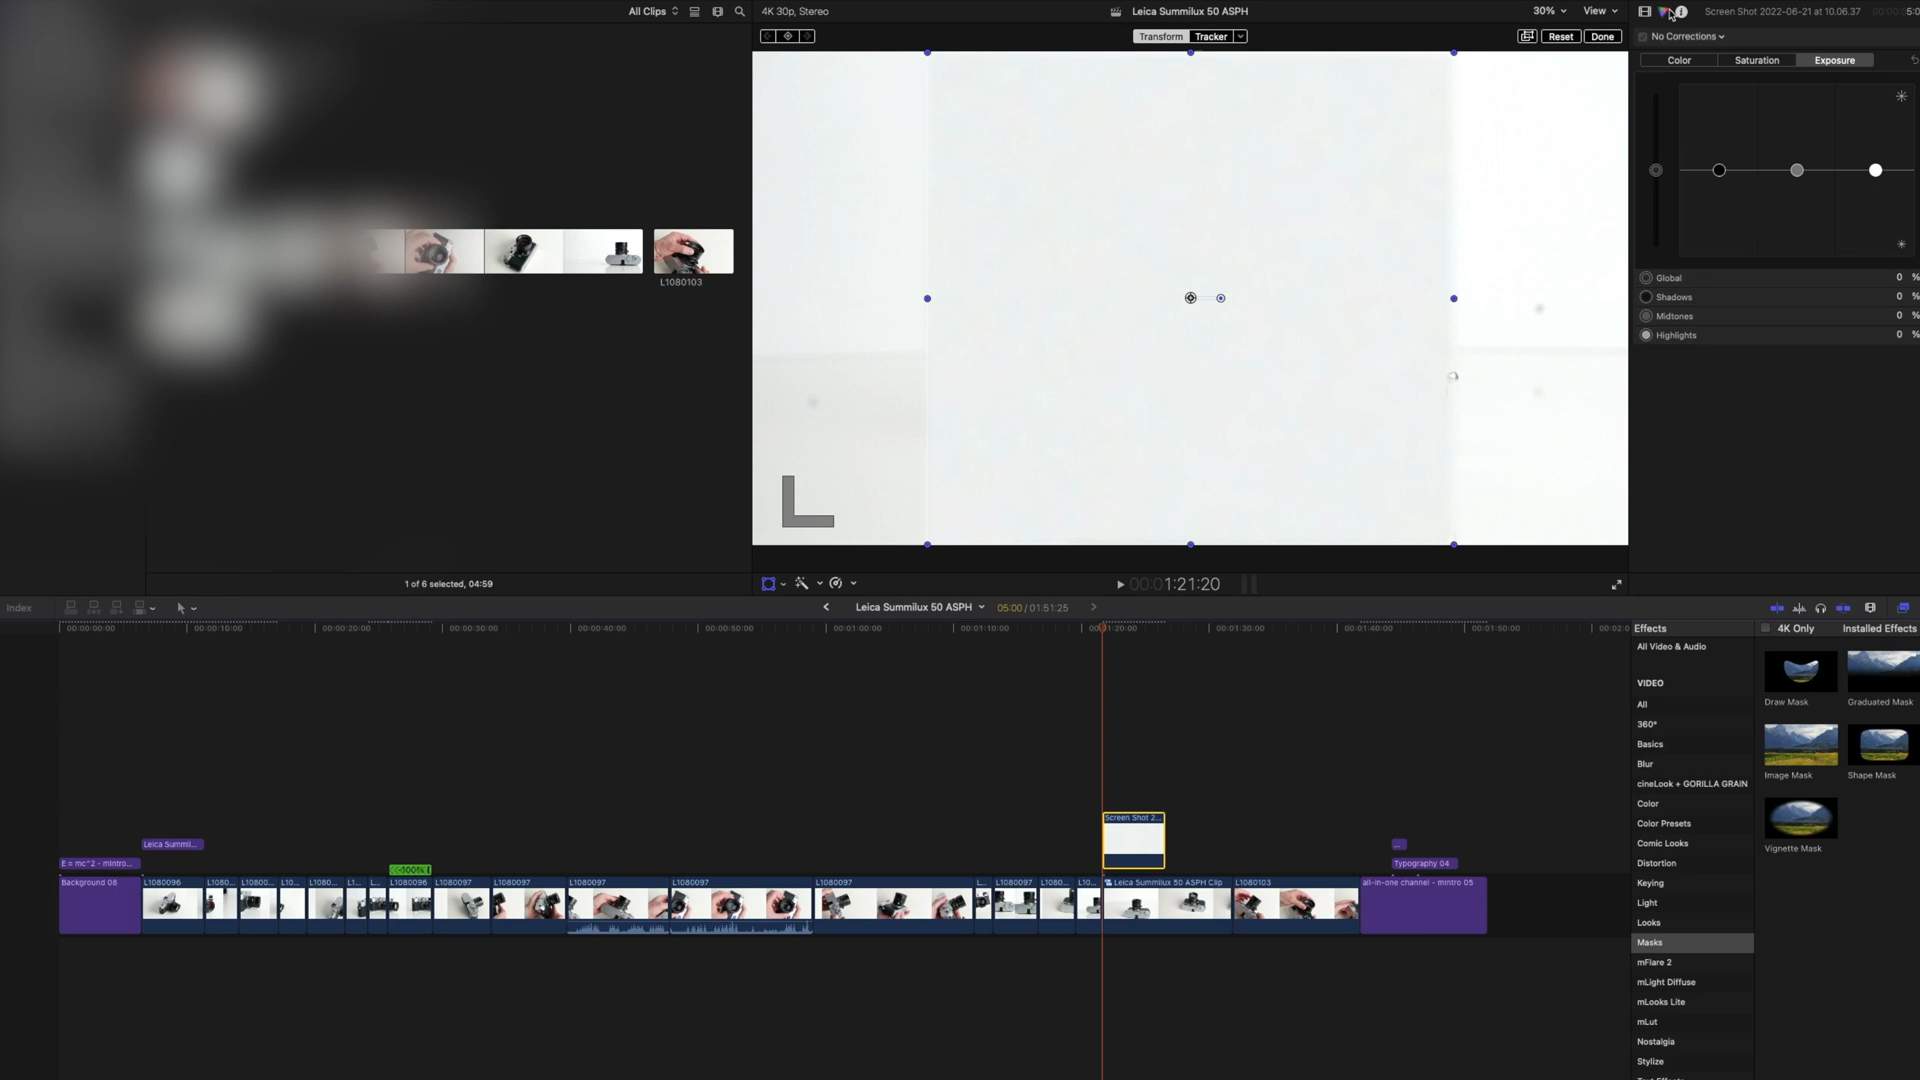 All Clips
4K 30p, Stereo
Leica Summilux 50 ASPH
30%
View
Screen Shot 2022-06-21 at 10.06.37
Transform
Tracker
Reset
Done
No Corrections
Color
Saturation
Exposure
L1080103
Global 0 %
Shadows 0 %
Midtones 0 %
Highlights 0 %
1 of 6 selected, 04:59
00:00:1:21:20
Index
Leica Summilux 50 ASPH
05:00 / 01:51:25
00:00:00:00
00:00:10:00
00:00:20:00
00:00:30:00
00:00:40:00
00:00:50:00
00:01:00:00
00:01:10:00
00:01:20:00
00:01:30:00
00:01:40:00
00:01:50:00
Effects
4K Only
Installed Effects
All Video & Audio
VIDEO
All
360°
Basics
Blur
cineLook + GORILLA GRAIN
Color
Color Presets
Comic Looks
Distortion
Keying
Light
Looks
Masks
mFlare 2
mLight Diffuse
mLooks Lite
mLut
Nostalgia
Stylize
Draw Mask
Graduated Mask
Image Mask
Shape Mask
Vignette Mask
Screen Shot 2...
Leica Summil...
E = mc^2 - mIntro...
-100%
...
Typography 04
Background 08
L1080096
L1080...
L10800...
L10...
L1080...
L1...
L...
L1080096
L1080097
L1080097
L1080097
L1080097
L1080097
L...
L1080097
L1080...
L10...
Leica Summilux 50 ASPH Clip
L1080103
all-in-one channel - mIntro 05